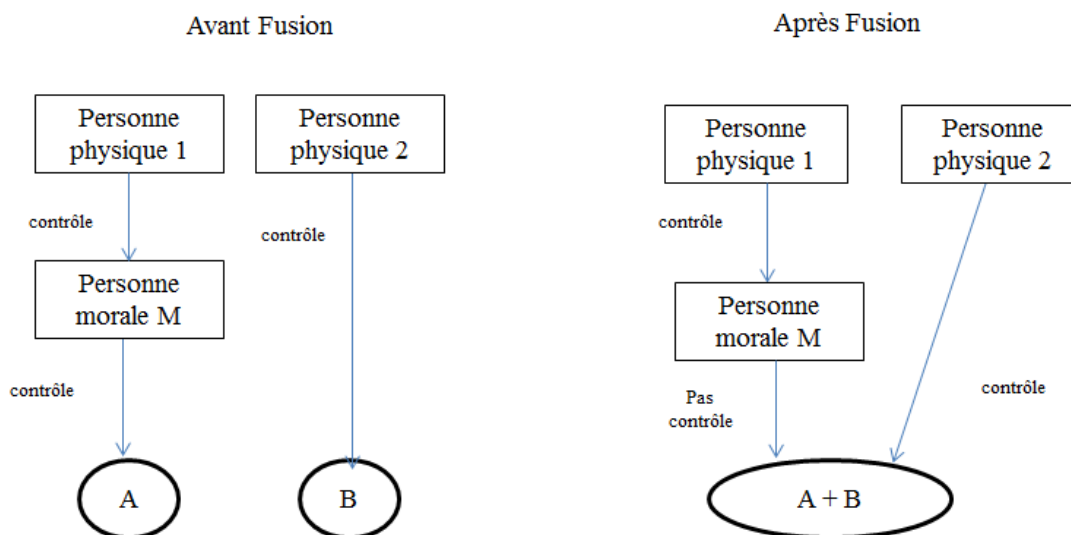 Avant Fusion
Personne
physique 1
Personne
physique 2
contrôle
contrôle
Personne
morale M
contrôle
A
B
Après Fusion
Personne
physique 1
Personne
physique 2
contrôle
Personne
morale M
Pas
contrôle
contrôle
A + B